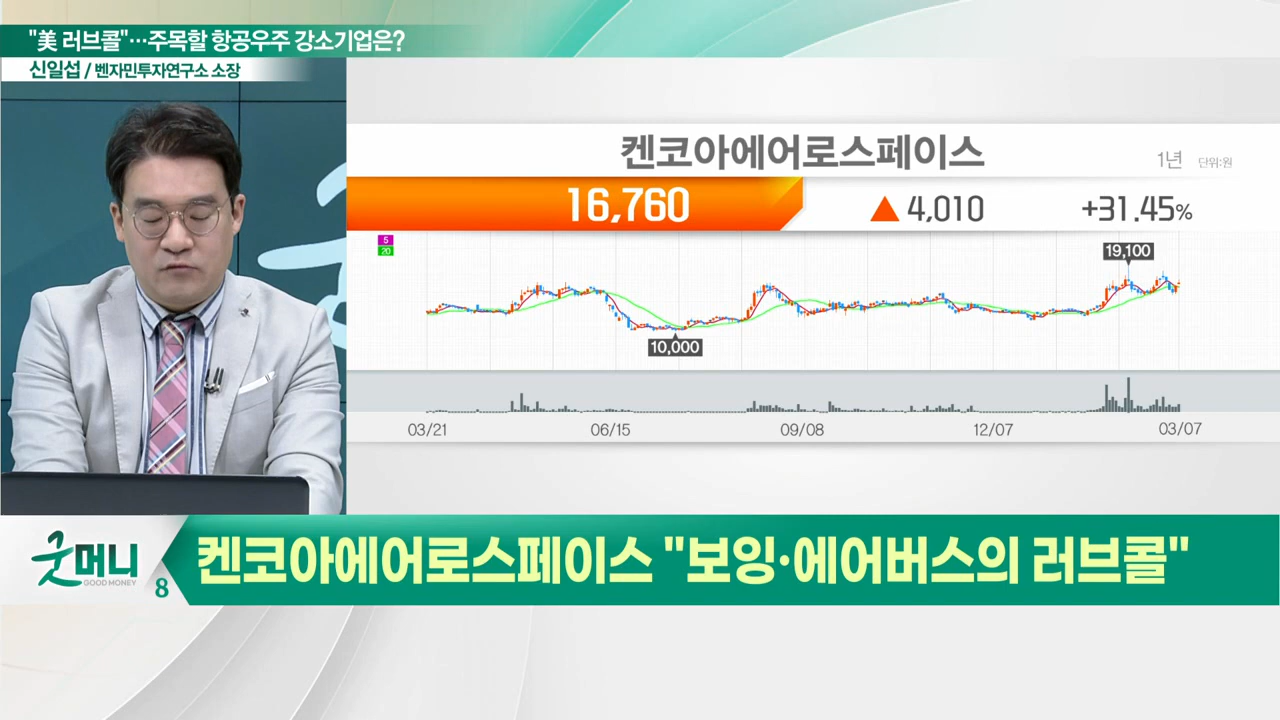 "美 러브콜"…주목할 항공우주 강소기업은?
신일섭 / 벤자민투자연구소 소장
켄코아에어로스페이스
1년 단위:원
16,760 ▲ 4,010 +31.45%
5
20
19,100
10,000
03/21 06/15 09/08 12/07 03/07
굿머니
GOOD MONEY
8
켄코아에어로스페이스 "보잉·에어버스의 러브콜"